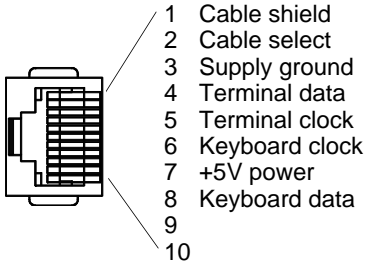 1 Cable shield
2 Cable select
3 Supply ground
4 Terminal data
5 Terminal clock
6 Keyboard clock
7 +5V power
8 Keyboard data
9
10